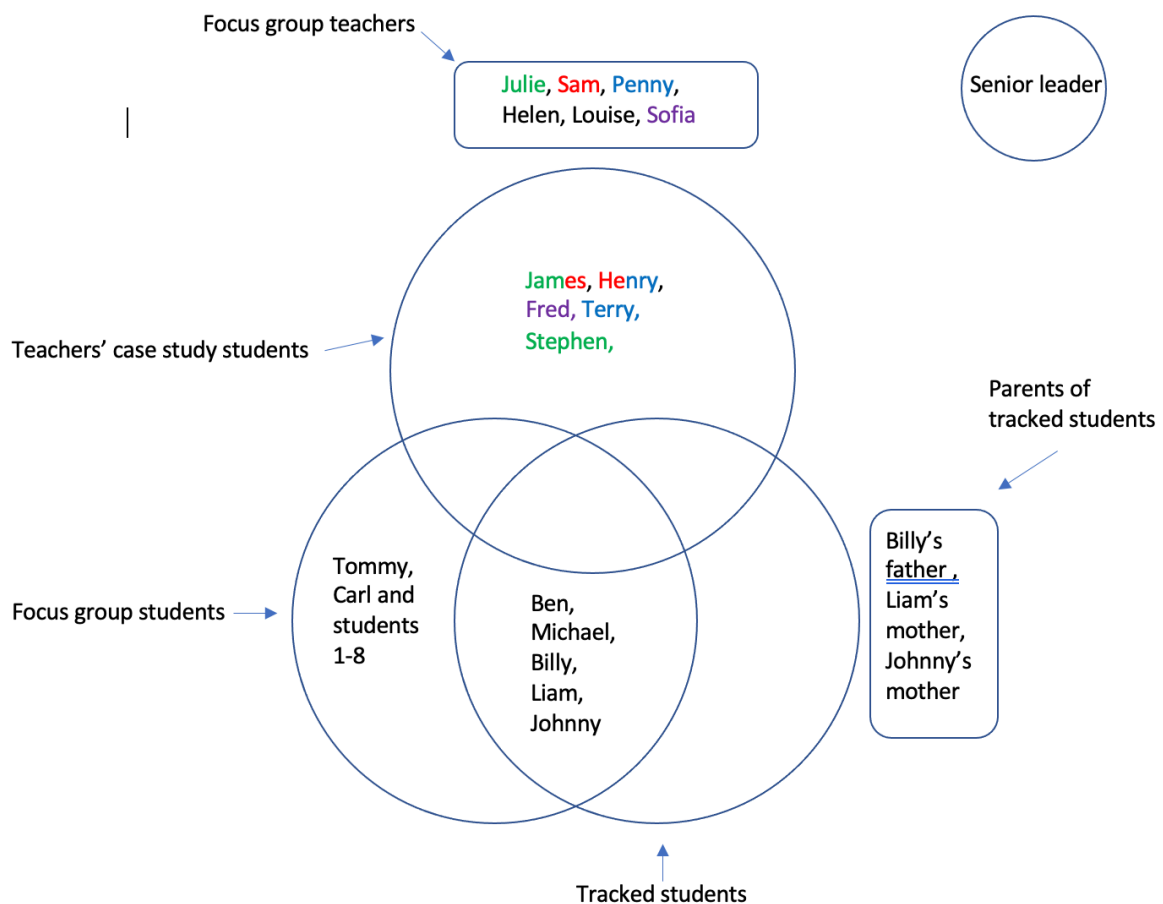 Focus group teachers
Julie, Sam, Penny,
Helen, Louise, Sofia
Senior leader
James, Henry,
Fred, Terry,
Stephen,
Teachers’ case study students
Parents of
tracked students
Billy’s
father ,
Liam’s
mother,
Johnny’s
mother
Tommy,
Carl and
students
1-8
Focus group students
Ben,
Michael,
Billy,
Liam,
Johnny
Tracked students